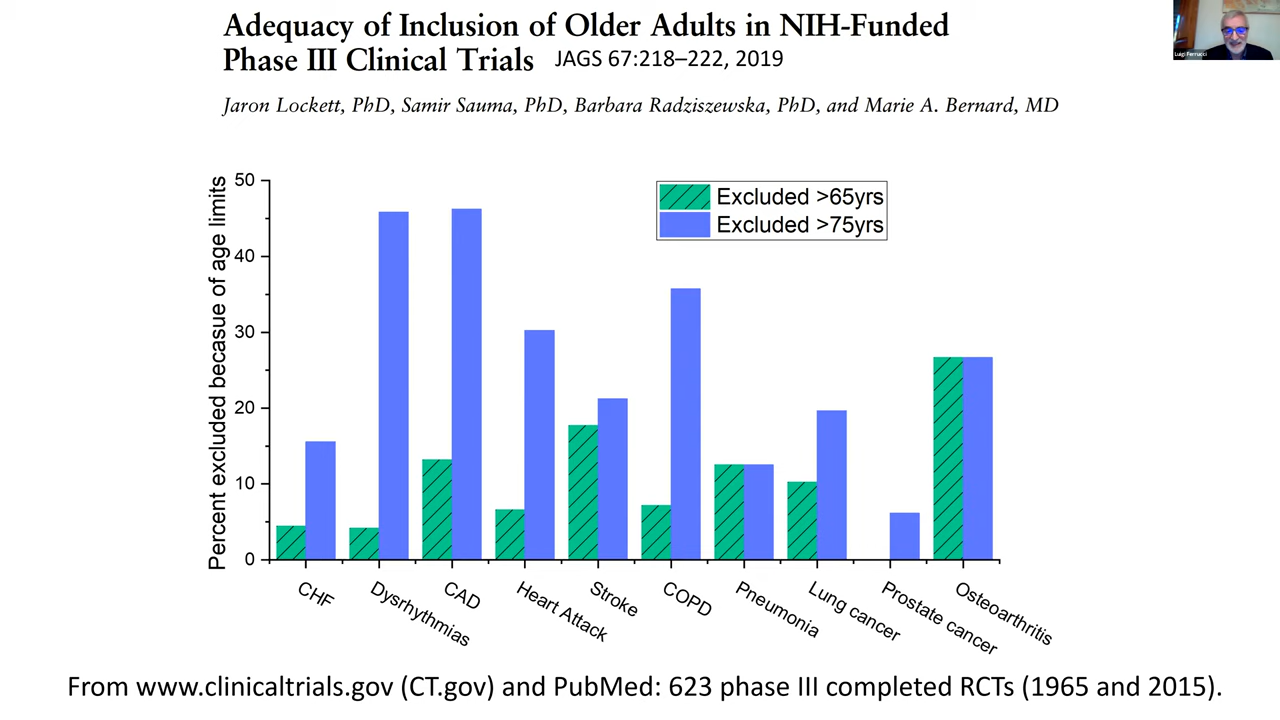 Adequacy of Inclusion of Older Adults in NIH-Funded
Phase III Clinical Trials JAGS 67:218–222, 2019
Jaron Lockett, PhD, Samir Sauma, PhD, Barbara Radziszewska, PhD, and Marie A. Bernard, MD
Luigi Ferrucci
Percent excluded becasue of age limits
50
40
30
20
10
0
Excluded >65yrs
Excluded >75yrs
CHF
Dysrhythmias
CAD
Heart Attack
Stroke
COPD
Pneumonia
Lung cancer
Prostate cancer
Osteoarthritis
From www.clinicaltrials.gov (CT.gov) and PubMed: 623 phase III completed RCTs (1965 and 2015).